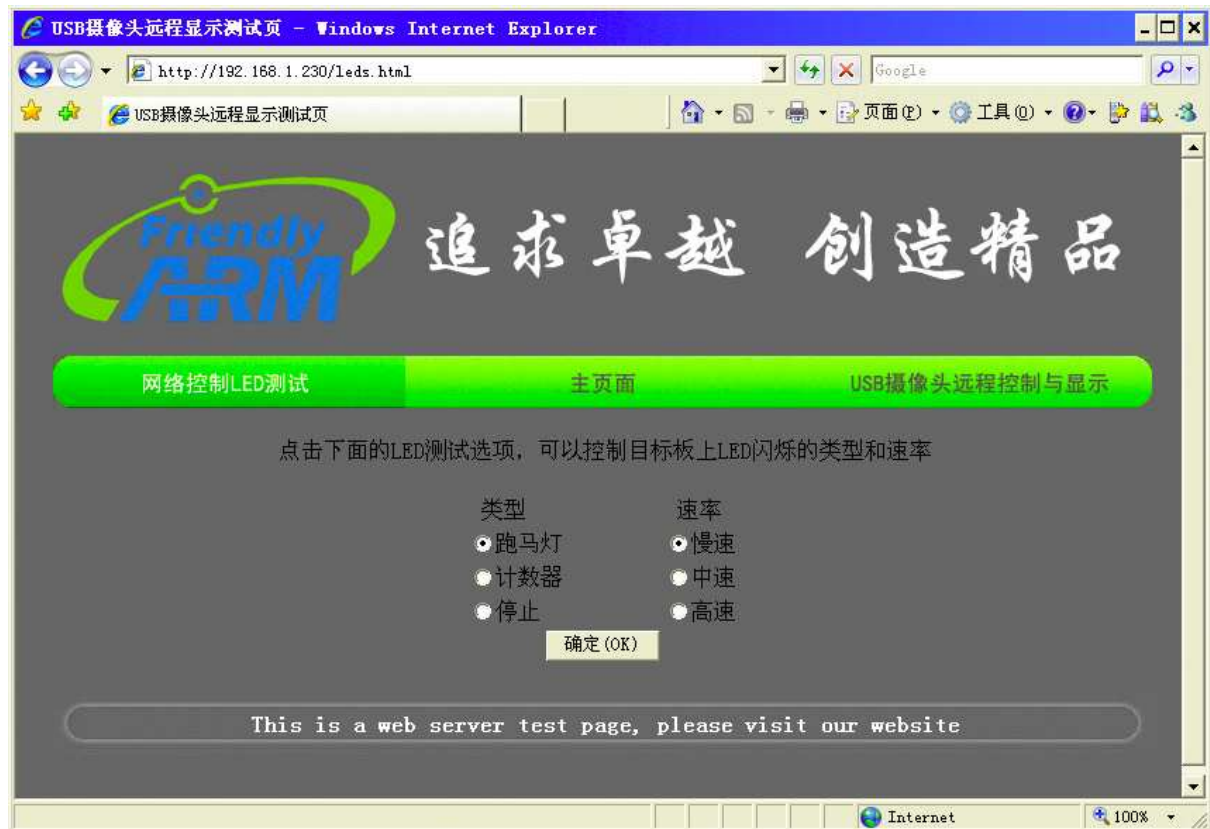 USB摄像头远程显示测试页 - Windows Internet Explorer
http://192.168.1.230/leds.html
Google
USB摄像头远程显示测试页
页面(P)
工具(O)
Friendly
ARM
追求卓越 创造精品
网络控制LED测试
主页面
USB摄像头远程控制与显示
点击下面的LED测试选项，可以控制目标板上LED闪烁的类型和速率
类型 速率
跑马灯 慢速
计数器 中速
停止 高速
确定(OK)
This is a web server test page, please visit our website
Internet
100%